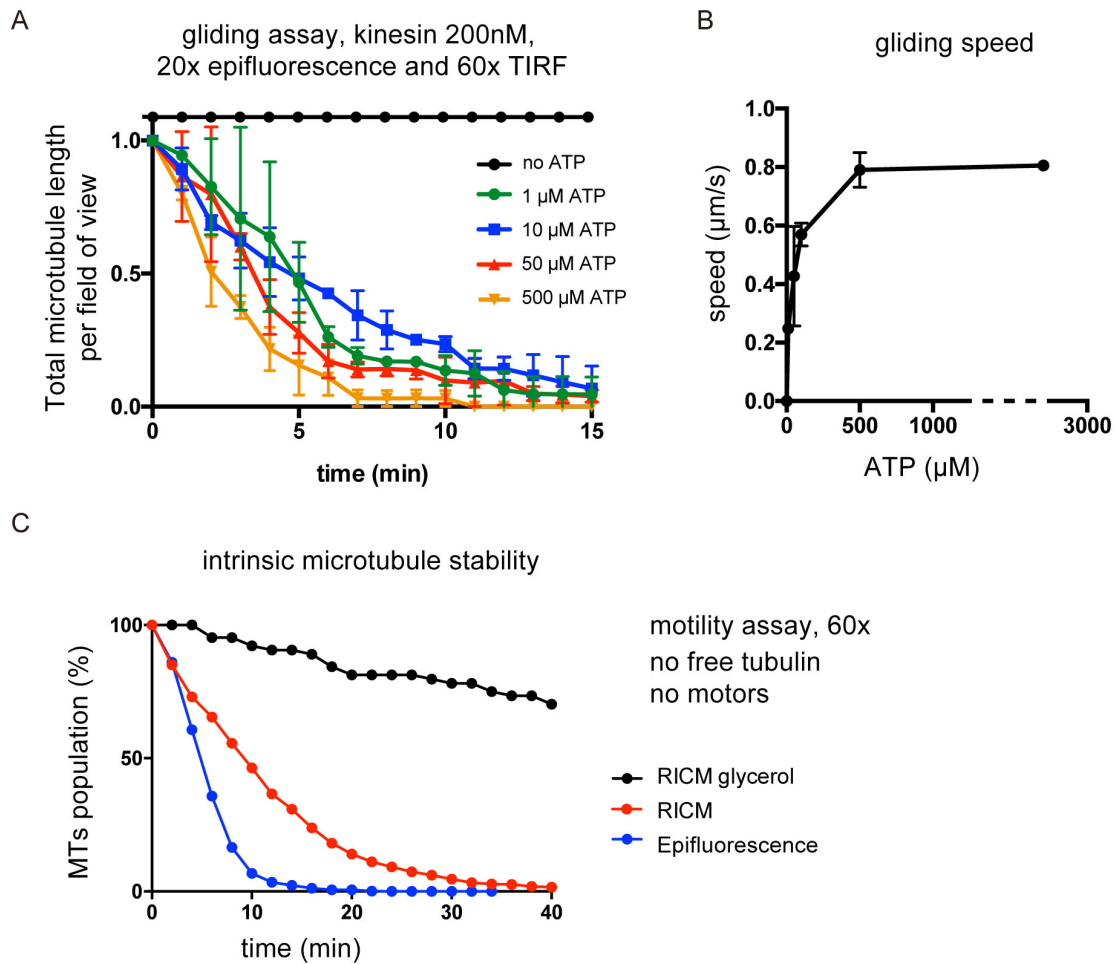 A
gliding assay, kinesin 200nM,
20x epifluorescence and 60x TIRF
Total microtubule length
per field of view
1.0
0.5
0.0
0
5
10
15
time (min)
no ATP
1 µM ATP
10 µM ATP
50 µM ATP
500 µM ATP
B
gliding speed
speed (µm/s)
1.0
0.8
0.6
0.4
0.2
0.0
0
500
1000
3000
ATP (µM)
C
intrinsic microtubule stability
MTs population (%)
100
50
0
0
10
20
30
40
time (min)
motility assay, 60x
no free tubulin
no motors
RICM glycerol
RICM
Epifluorescence